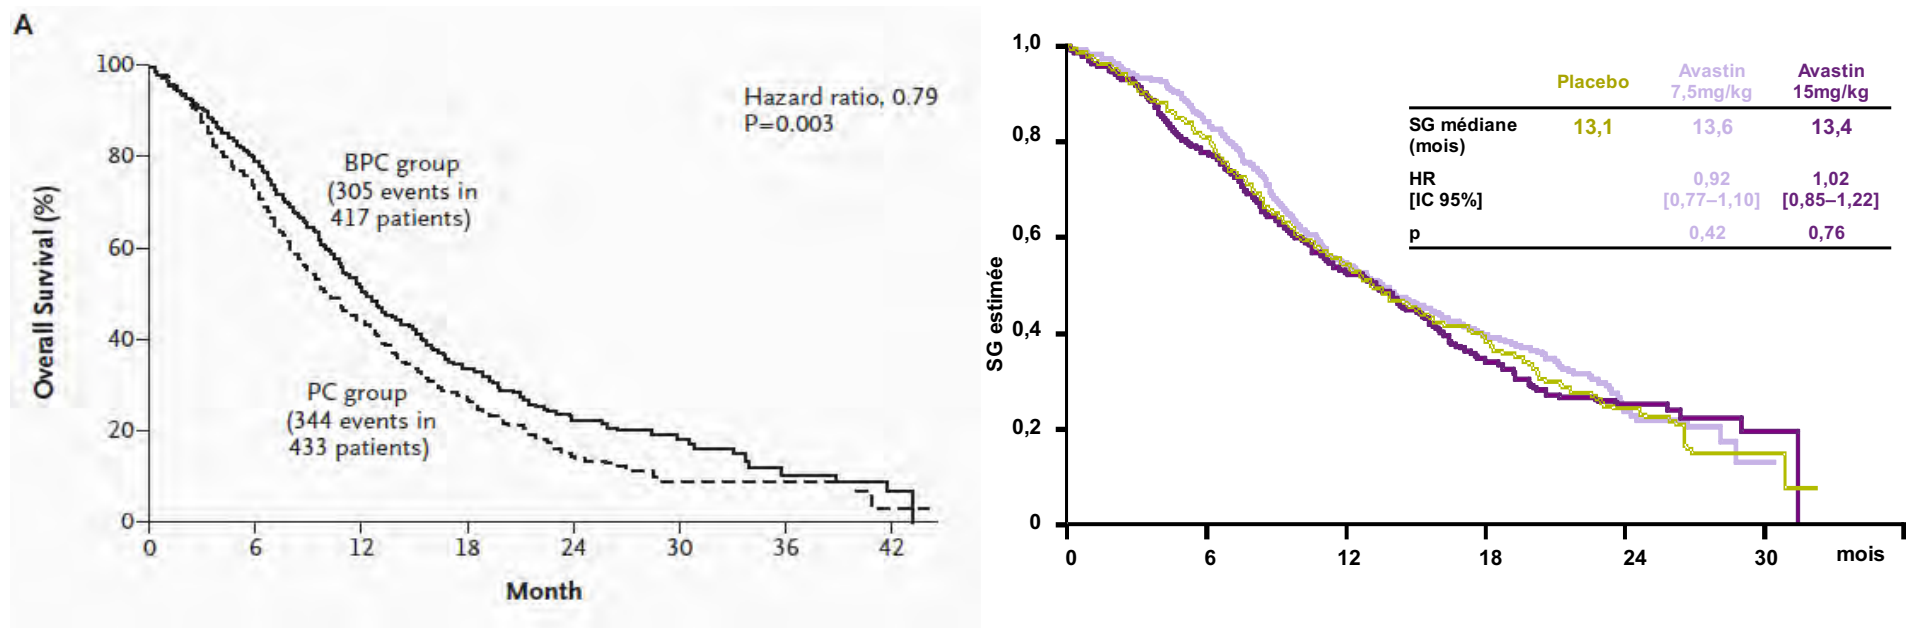 A
100
80
60
40
20
0
Overall Survival (%)
Hazard ratio, 0.79
P=0.003
BPC group
(305 events in
417 patients)
PC group
(344 events in
433 patients)
0 6 12 18 24 30 36 42
Month
1,0
0,8
0,6
0,4
0,2
0
SG estimée
Placebo Avastin 7,5mg/kg Avastin 15mg/kg
SG médiane (mois) 13,1 13,6 13,4
HR [IC 95%] 0,92 [0,77–1,10] 1,02 [0,85–1,22]
p 0,42 0,76
0 6 12 18 24 30 mois